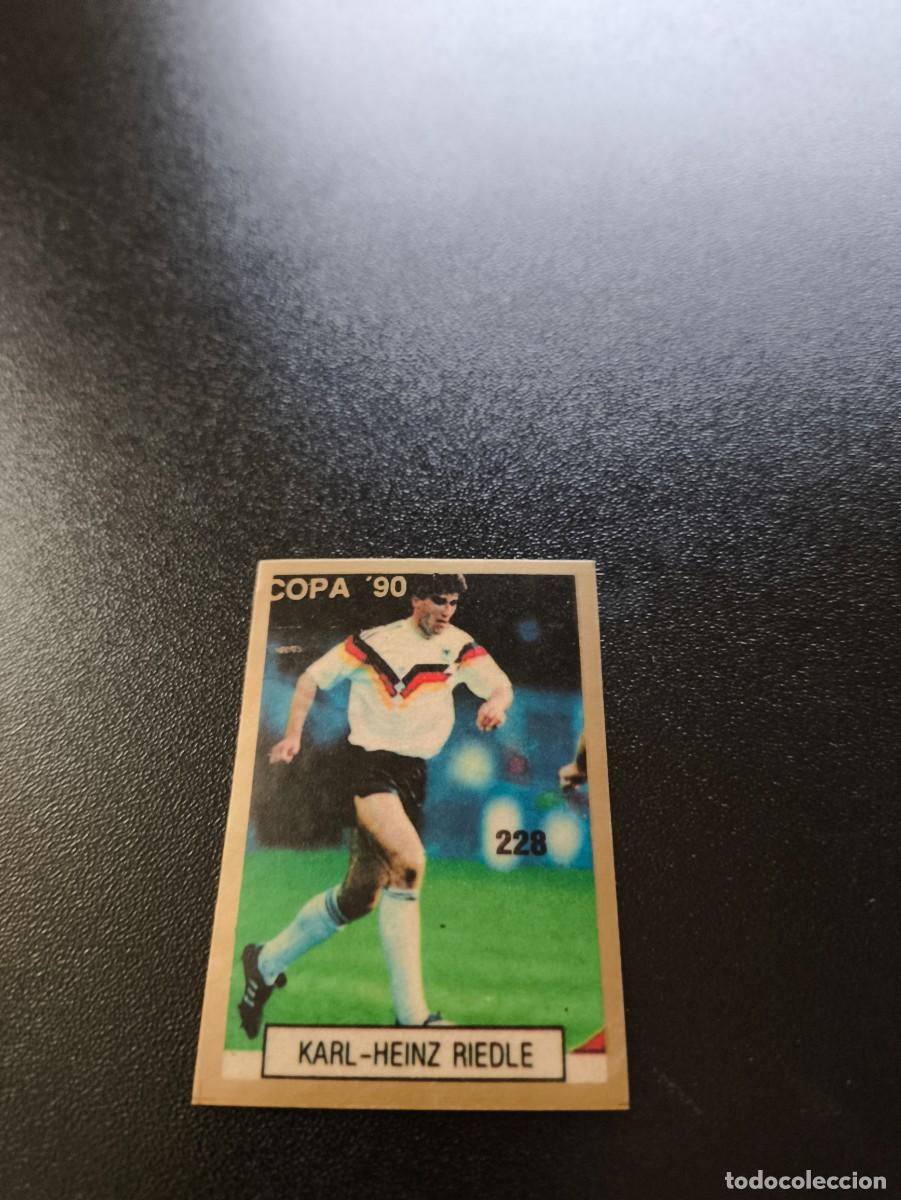 COPA '90
228
KARL-HEINZ RIEDLE
todocoleccion